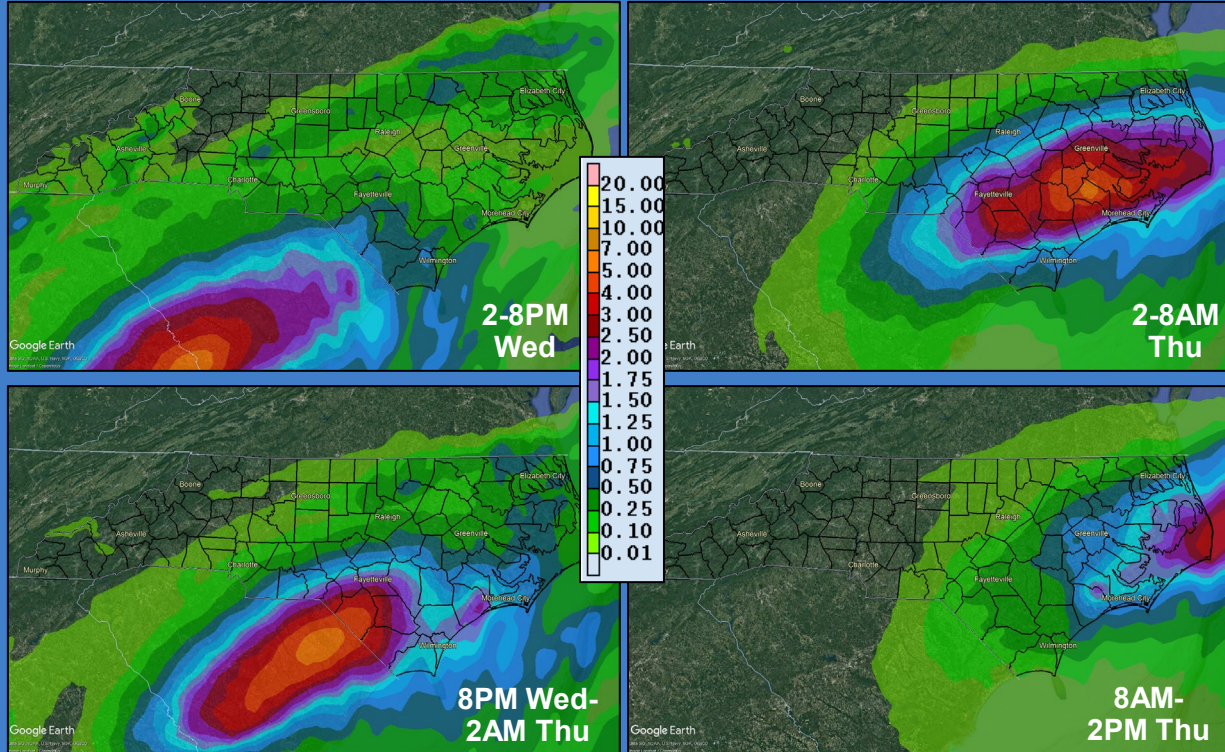 Boone
Greensboro
Elizabeth City
Raleigh
Asheville
Greenville
Murphy
Charlotte
Fayetteville
Morehead City
Wilmington
2-8PM
Wed
Google Earth
Boone
Greensboro
Elizabeth City
Raleigh
Asheville
Greenville
Charlotte
Fayetteville
Morehead City
Wilmington
2-8AM
Thu
Earth
20.00
15.00
10.00
7.00
5.00
4.00
3.00
2.50
2.00
1.75
1.50
1.25
1.00
0.75
0.50
0.25
0.10
0.01
Boone
Greensboro
Elizabeth City
Raleigh
Asheville
Greenville
Murphy
Charlotte
Fayetteville
Morehead City
Wilmington
8PM Wed-
2AM Thu
Google Earth
Boone
Greensboro
Elizabeth City
Raleigh
Asheville
Greenville
Charlotte
Fayetteville
Morehead City
Wilmington
8AM-
2PM Thu
Google Earth